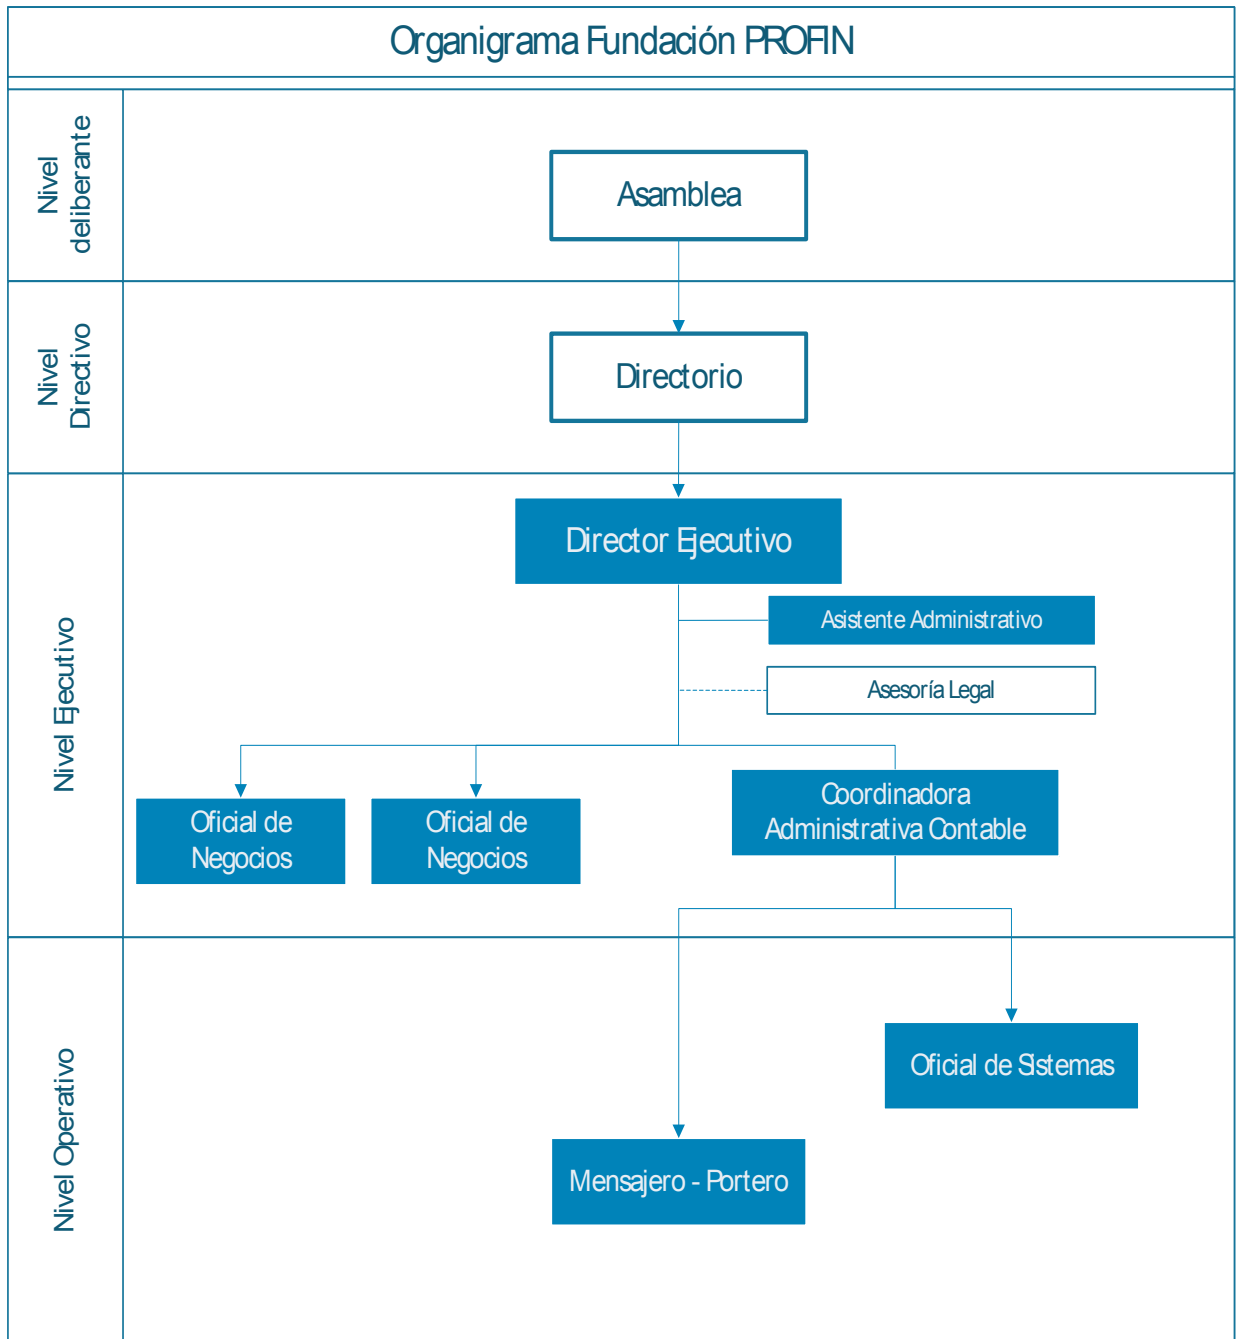 Organigrama Fundación PROFIN
Nivel
deliberante
Asamblea
Nivel
Directivo
Directorio
Nivel Ejecutivo
Director Ejecutivo
Asistente Administrativo
Asesoría Legal
Oficial de
Negocios
Oficial de
Negocios
Coordinadora
Administrativa Contable
Nivel Operativo
Oficial de Sistemas
Mensajero - Portero